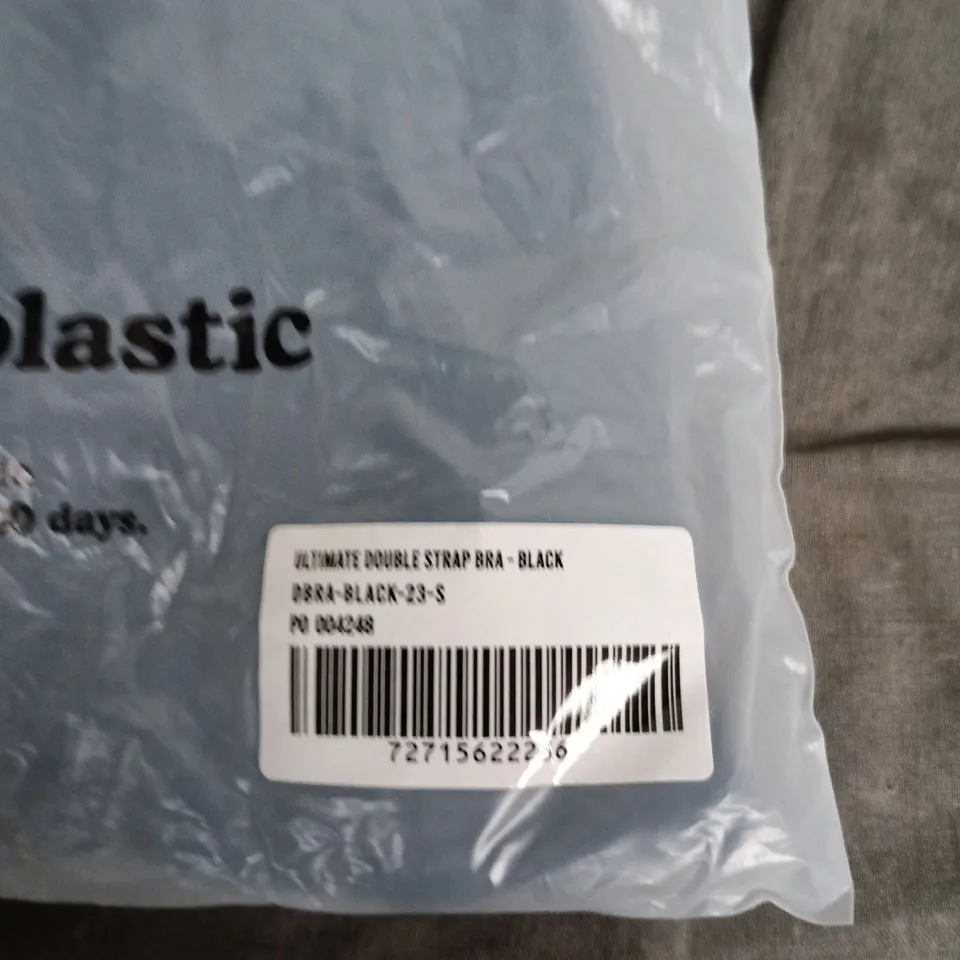 plastic
days.
ULTIMATE DOUBLE STRAP BRA - BLACK
DBRA-BLACK-23-S
PO 004248